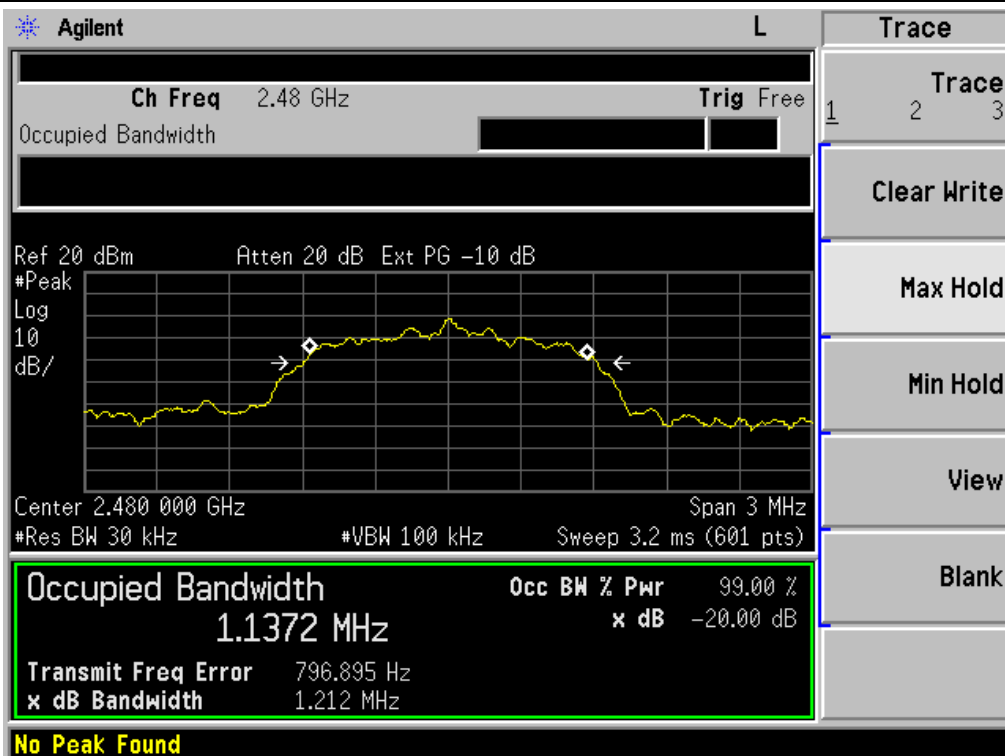 Agilent L Trace
Ch Freq 2.48 GHz Trig Free
Occupied Bandwidth
Trace
1 2 3
Clear Write
Max Hold
Min Hold
View
Blank
Ref 20 dBm Atten 20 dB Ext PG -10 dB
#Peak
Log
10
dB/
Center 2.480 000 GHz Span 3 MHz
#Res BW 30 kHz #VBW 100 kHz Sweep 3.2 ms (601 pts)
Occupied Bandwidth Occ BW % Pwr 99.00 %
1.1372 MHz x dB -20.00 dB
Transmit Freq Error 796.895 Hz
x dB Bandwidth 1.212 MHz
No Peak Found